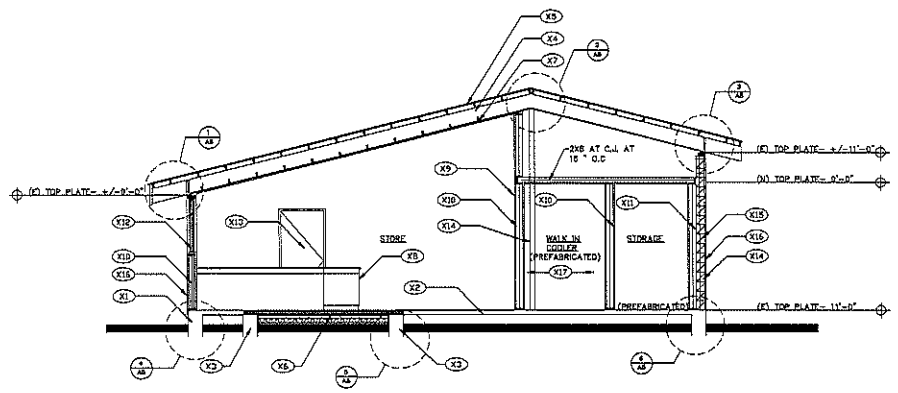 X5
X4
X7
2
A8
1
A8
3
A8
(E) TOP PLATE- +/-11'-0"
(E) TOP PLATE- +/-9'-0"
2X6 AT C.J. AT
16 " O.C
(N) TOP PLATE- 9'-0"
X9
X10
X10
X11
X12
X13
X14
STORE
WALK IN
COOLER
(PREFABRICATED)
STORAGE
X15
X16
X14
X10
X8
X17
X16
X1
X2
(PREFABRICATED)
(E) TOP PLATE- 11'-0"
4
A8
X3
X6
5
A8
X3
6
A8